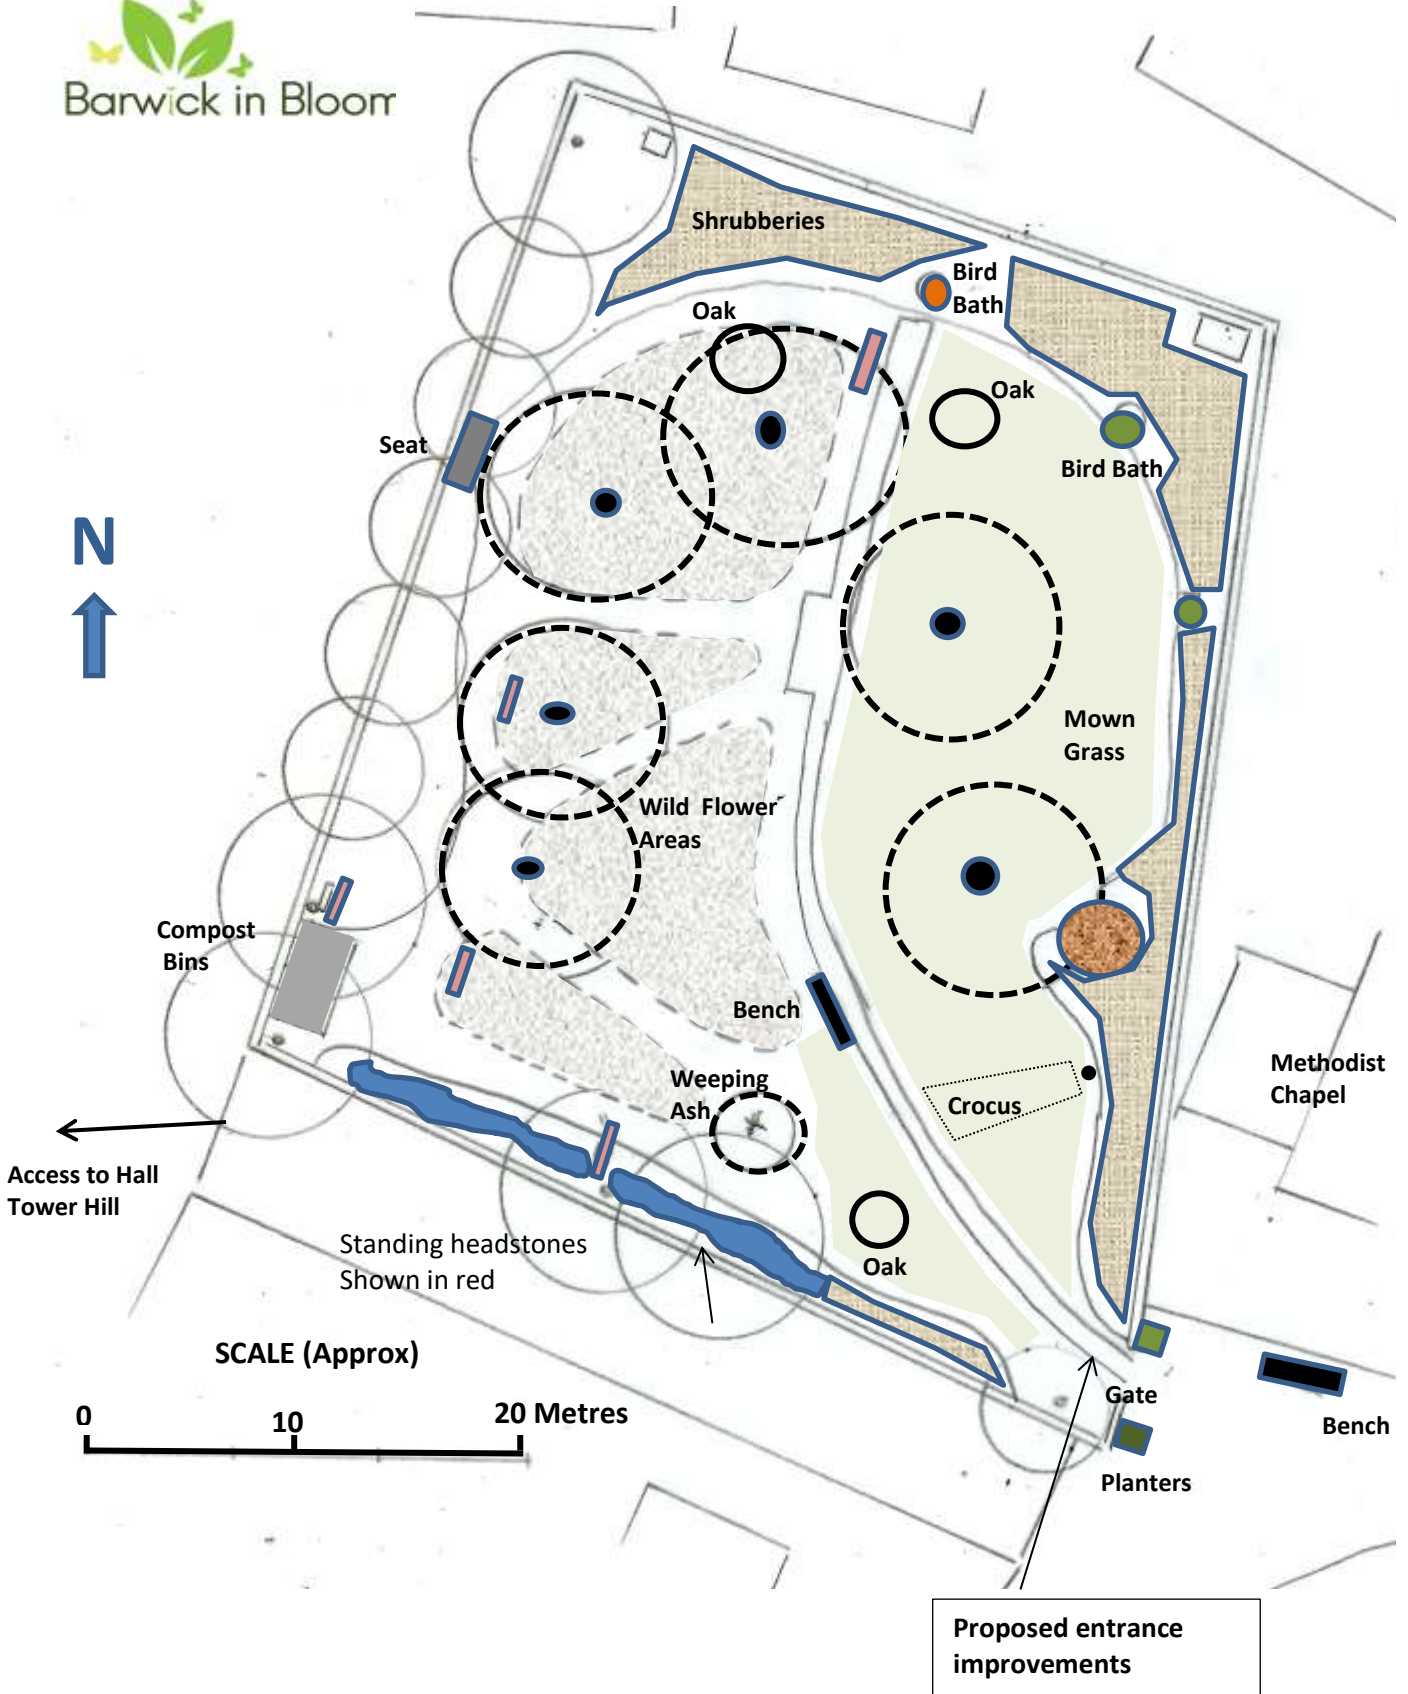 Barwick in Bloom
Shrubberies
Bird
Bath
Oak
Oak
Seat
Bird Bath
N
Mown
Grass
Wild Flower
Areas
Compost
Bins
Bench
Methodist
Chapel
Weeping
Ash
Crocus
Access to Hall
Tower Hill
Standing headstones
Shown in red
Oak
SCALE (Approx)
0 10 20 Metres
Gate
Bench
Planters
Proposed entrance
improvements